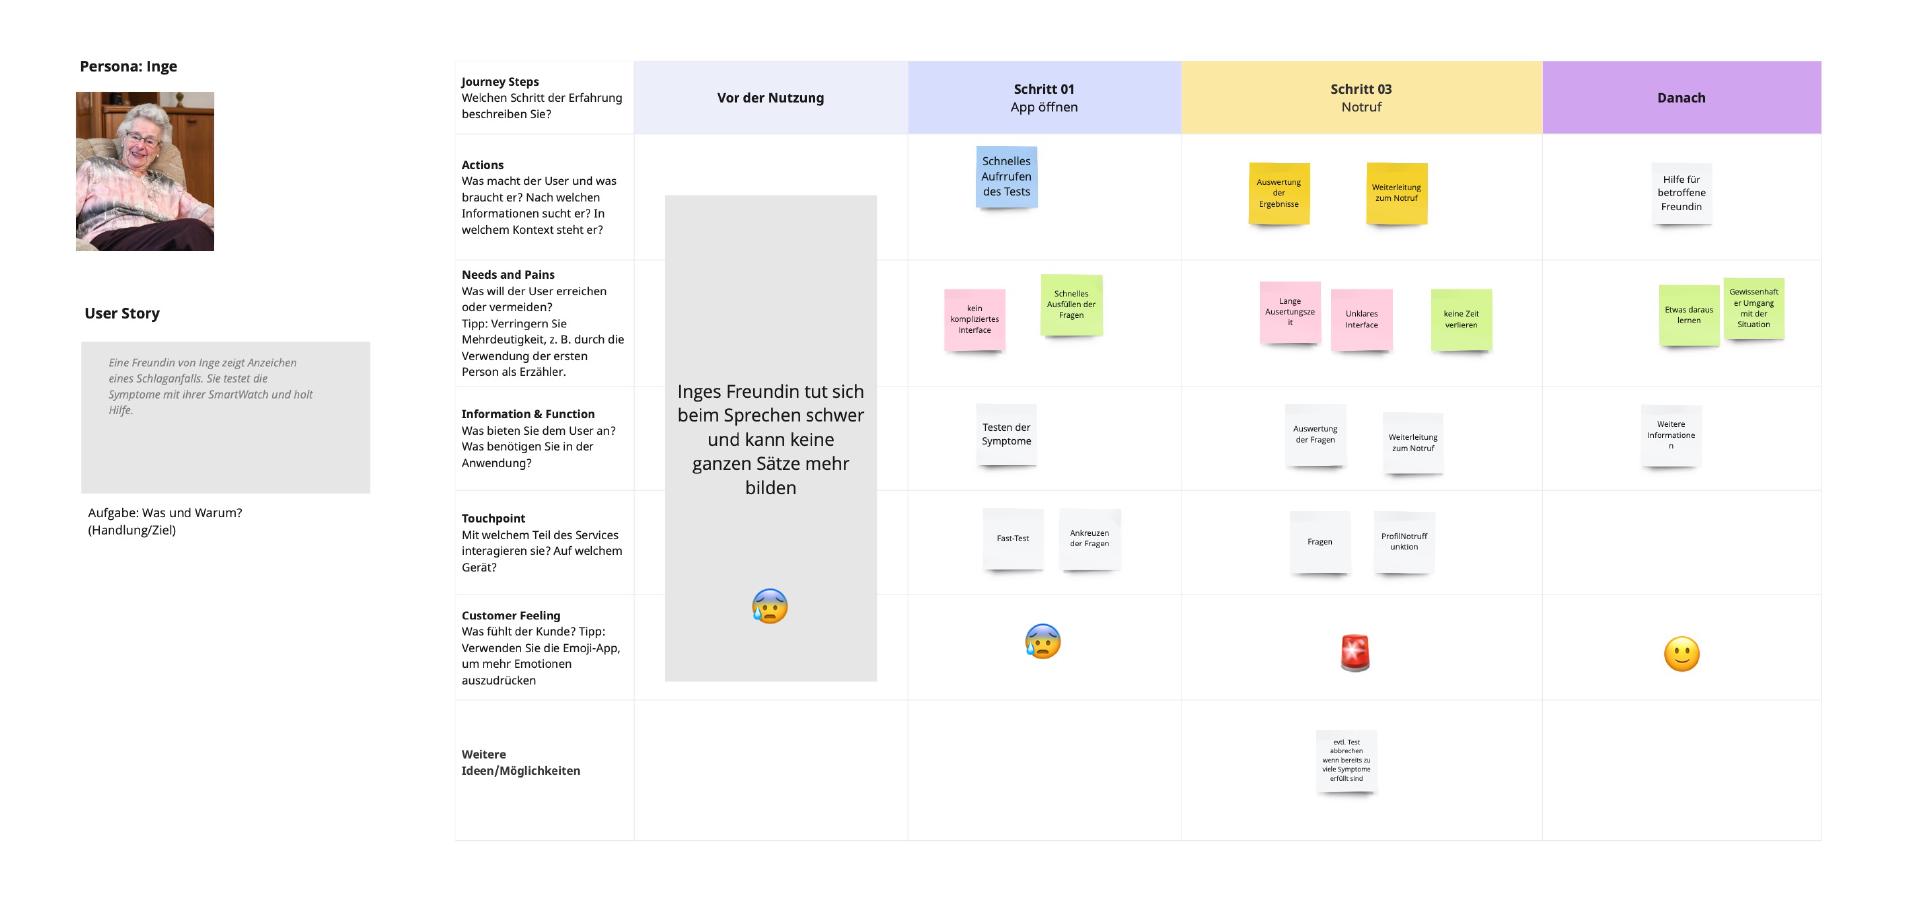 Persona: Inge
User Story
Eine Freundin von Inge zeigt Anzeichen
eines Schlaganfalls. Sie testet die
Symptome mit ihrer SmartWatch und holt
Hilfe.
Aufgabe: Was und Warum?
(Handlung/Ziel)
Journey Steps
Welchen Schritt der Erfahrung
beschreiben Sie?
Vor der Nutzung
Schritt 01
App öffnen
Schritt 03
Notruf
Danach
Actions
Was macht der User und was
braucht er? Nach welchen
Informationen sucht er? In
welchem Kontext steht er?
Schnelles
Aufrrufen
des Tests
Auswertung
der
Ergebnisse
Weiterleitung
zum Notruf
Hilfe für
betroffene
Freundin
Needs and Pains
Was will der User erreichen
oder vermeiden?
Tipp: Verringern Sie
Mehrdeutigkeit, z. B. durch die
Verwendung der ersten
Person als Erzähler.
Inges Freundin tut sich
beim Sprechen schwer
und kann keine
ganzen Sätze mehr
bilden
kein
kompliziertes
Interface
Schnelles
Ausfüllen der
Fragen
Lange
Ausertungsze
it
Unklares
Interface
keine Zeit
verlieren
Etwas daraus
lernen
Gewissenhaft
er Umgang
mit der
Situation
Information & Function
Was bieten Sie dem User an?
Was benötigen Sie in der
Anwendung?
Testen der
Symptome
Auswertung
der Fragen
Weiterleitung
zum Notruf
Weitere
Informatione
n
Touchpoint
Mit welchem Teil des Services
interagieren sie? Auf welchem
Gerät?
Fast-Test
Ankreuzen
der Fragen
Fragen
ProfilNotruff
unktion
Customer Feeling
Was fühlt der Kunde? Tipp:
Verwenden Sie die Emoji-App,
um mehr Emotionen
auszudrücken
Weitere
Ideen/Möglichkeiten
evtl. Test
abbrechen
wenn bereits zu
viele Symptome
erfüllt sind